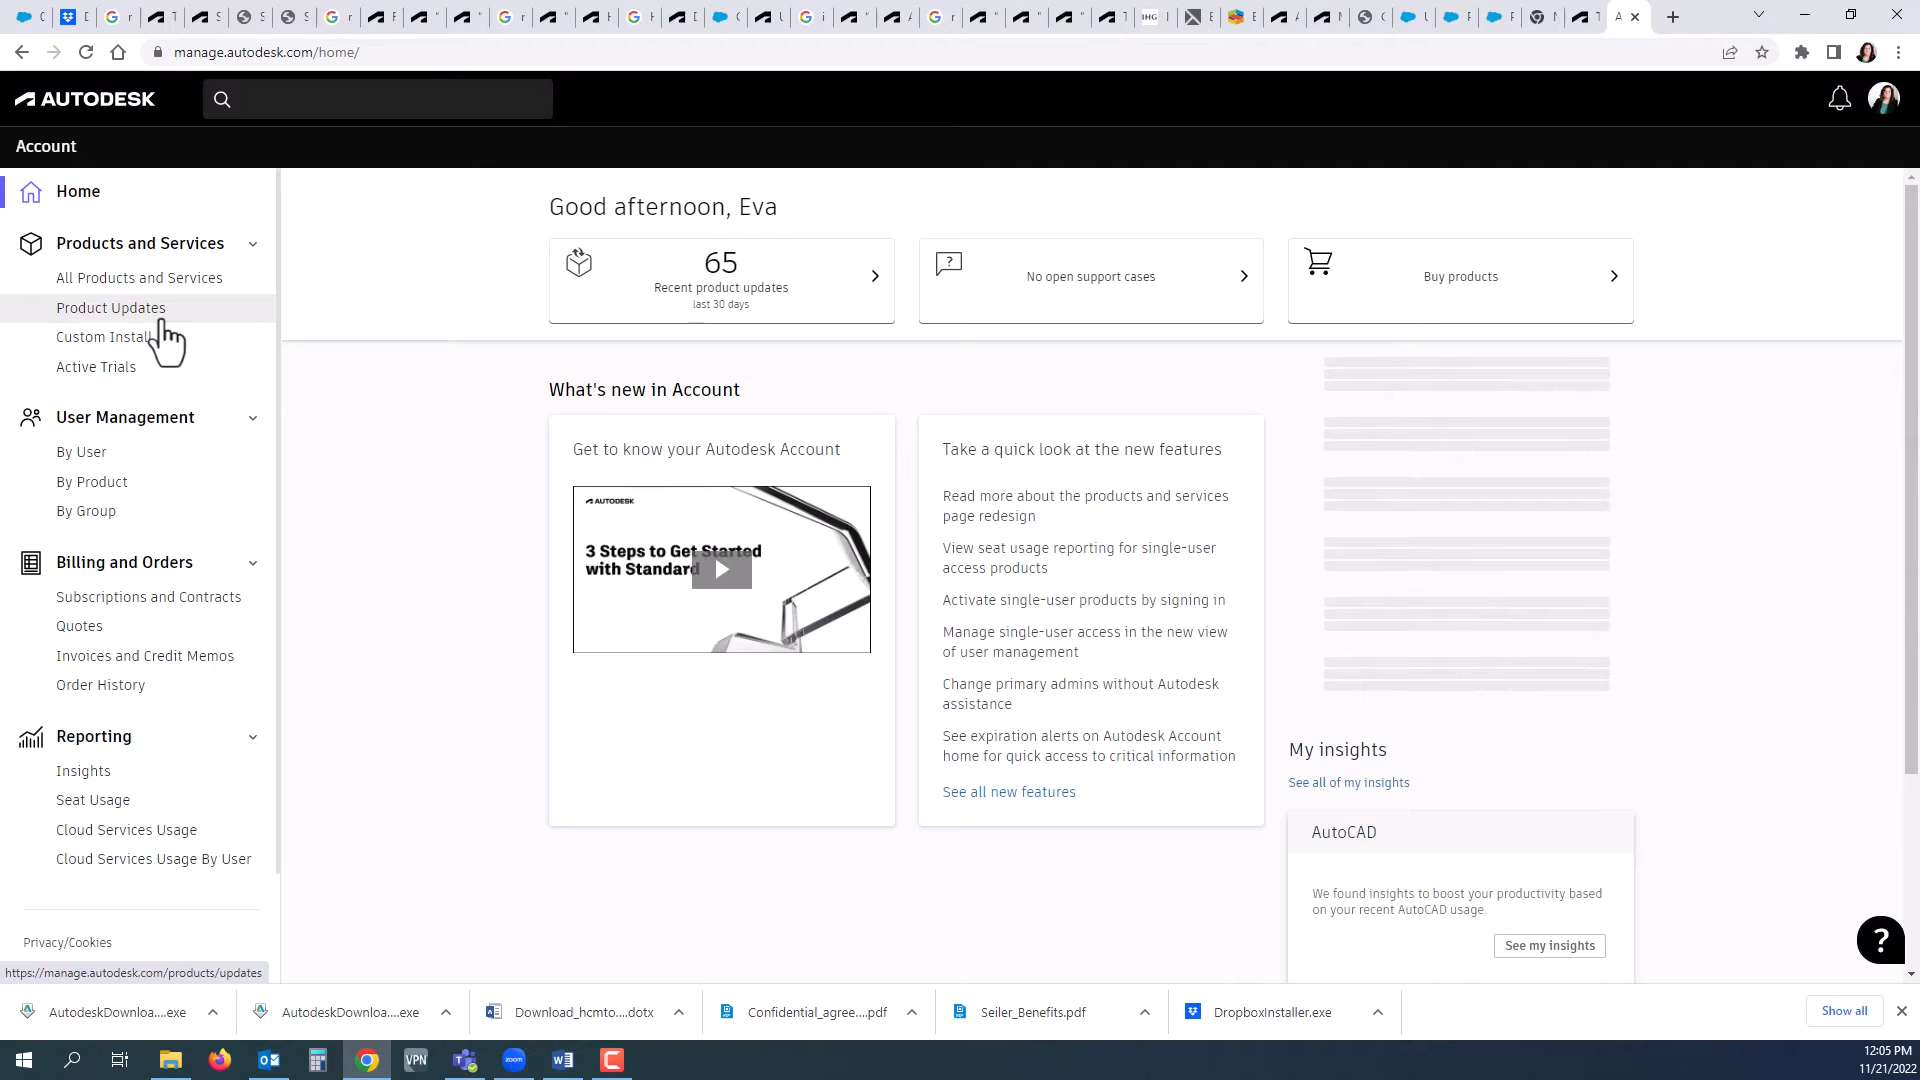 manage.autodesk.com/home/
AUTODESK
Account
Home
Products and Services
All Products and Services
Product Updates
Custom Install
Active Trials
User Management
By User
By Product
By Group
Billing and Orders
Subscriptions and Contracts
Quotes
Invoices and Credit Memos
Order History
Reporting
Insights
Seat Usage
Cloud Services Usage
Cloud Services Usage By User
Privacy/Cookies
https://manage.autodesk.com/products/updates
Good afternoon, Eva
65
Recent product updates
last 30 days
No open support cases
Buy products
What's new in Account
Get to know your Autodesk Account
AUTODESK
3 Steps to Get Started
with Standard
Take a quick look at the new features
Read more about the products and services
page redesign
View seat usage reporting for single-user
access products
Activate single-user products by signing in
Manage single-user access in the new view
of user management
Change primary admins without Autodesk
assistance
See expiration alerts on Autodesk Account
home for quick access to critical information
See all new features
My insights
See all of my insights
AutoCAD
We found insights to boost your productivity based
on your recent AutoCAD usage.
See my insights
?
AutodeskDownloa....exe
AutodeskDownloa....exe
Download_hcmto....dotx
Confidential_agree....pdf
Seiler_Benefits.pdf
DropboxInstaller.exe
Show all
VPN
zoom
12:05 PM
11/21/2022